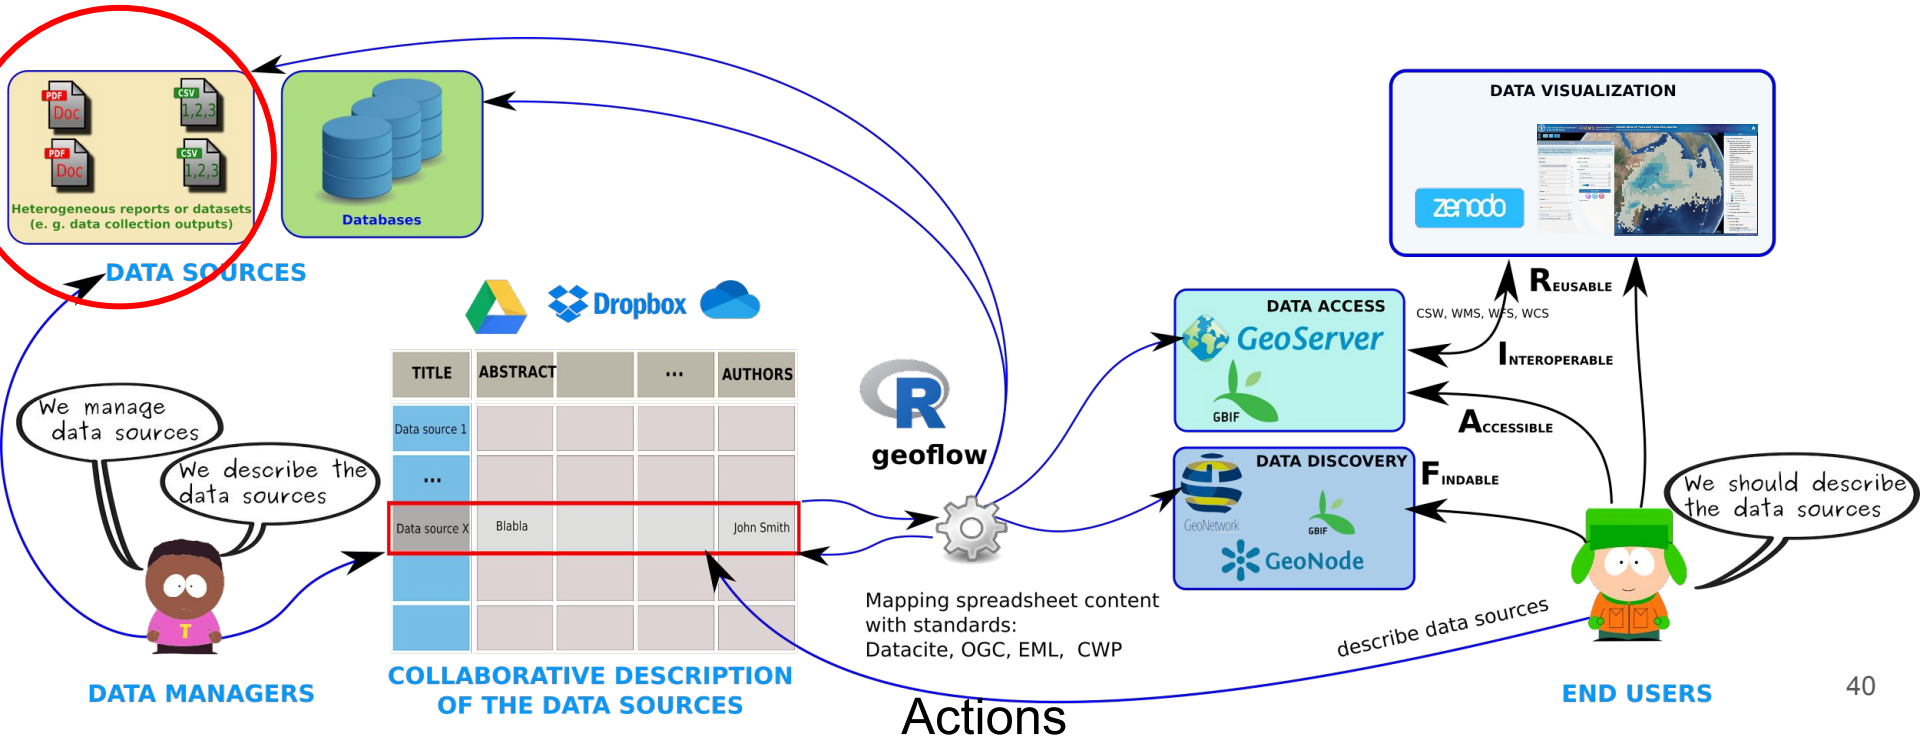 PDF
Doc
CSV
1,2,3
PDF
Doc
CSV
1,2,3
Heterogeneous reports or datasets
(e. g. data collection outputs)
Databases
DATA SOURCES
DATA VISUALIZATION
zenodo
Dropbox
TITLE
ABSTRACT
...
AUTHORS
Data source 1
...
Data source X
Blabla
John Smith
We manage
data sources
We describe the
data sources
T
DATA MANAGERS
COLLABORATIVE DESCRIPTION
OF THE DATA SOURCES
R
geoflow
Mapping spreadsheet content
with standards:
Datacite, OGC, EML, CWP
DATA ACCESS
GeoServer
GBIF
DATA DISCOVERY
GeoNetwork
GBIF
GeoNode
REUSABLE
CSW, WMS, WFS, WCS
INTEROPERABLE
ACCESSIBLE
FINDABLE
We should describe
the data sources
describe data sources
END USERS
40
Actions